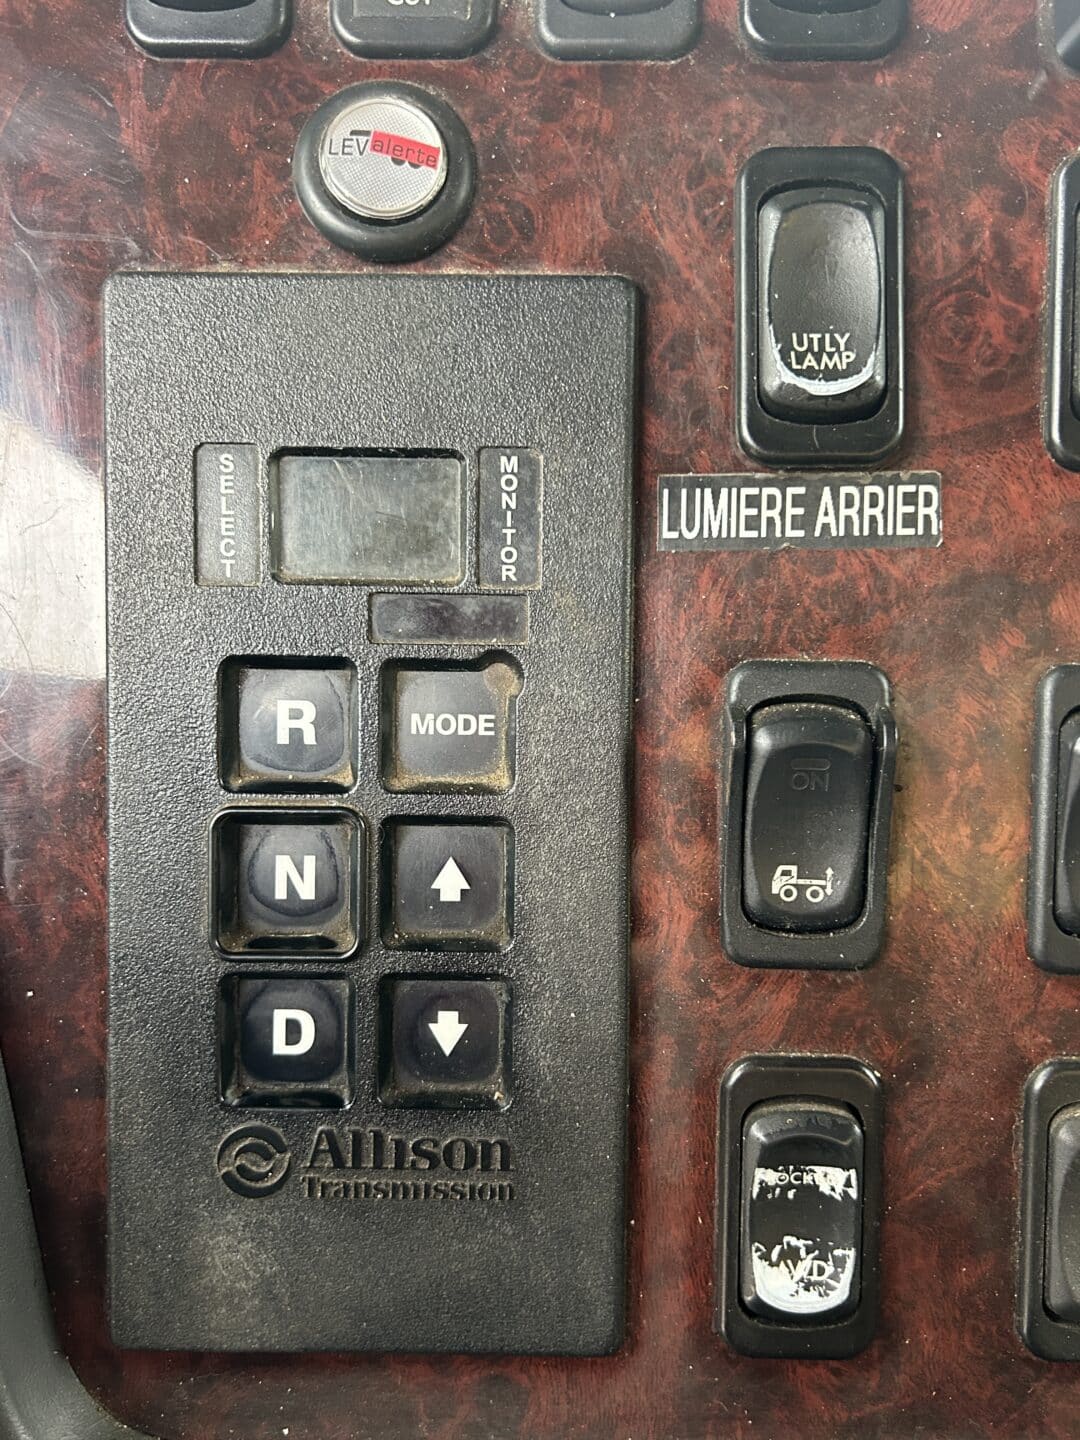 LEValerte
UTLY
LAMP
SELECT
MONITOR
LUMIERE ARRIER
R
MODE
N
D
ON
Allison
Transmission